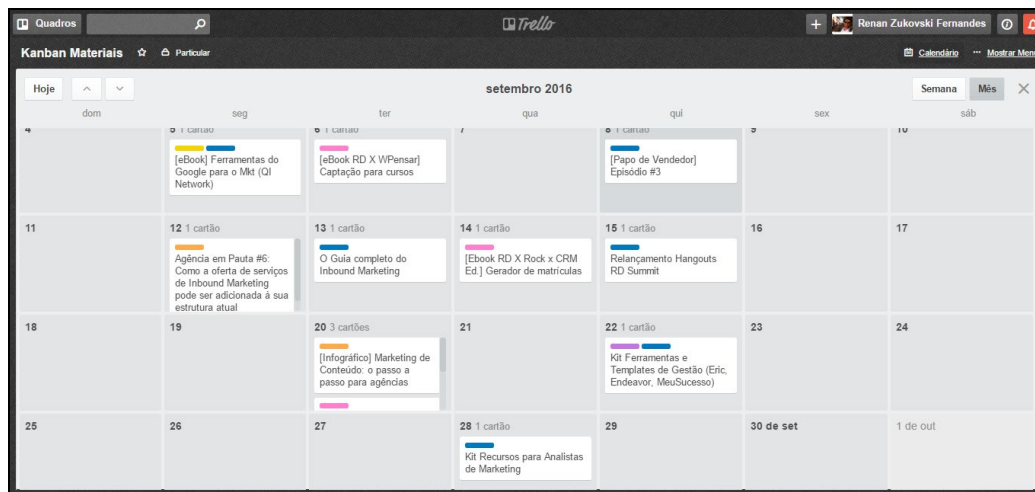 Quadros
Trello
+ Renan Zukovski Fernandes
Kanban Materiais
Particular
Calendário
Mostrar Menu
Hoje
setembro 2016
Semana
Mês
dom seg ter qua qui sex sáb
4
5 1 cartão
6 1 cartão
7
8 1 cartão
9
10
[eBook] Ferramentas do
Google para o Mkt (QI
Network)
[eBook RD X WPensar]
Captação para cursos
[Papo de Vendedor]
Episódio #3
11
12 1 cartão
13 1 cartão
14 1 cartão
15 1 cartão
16
17
Agência em Pauta #6:
Como a oferta de serviços
de Inbound Marketing
pode ser adicionada à sua
estrutura atual
O Guia completo do
Inbound Marketing
[Ebook RD X Rock x CRM
Ed.] Gerador de matrículas
Relançamento Hangouts
RD Summit
18
19
20 3 cartões
21
22 1 cartão
23
24
[Infográfico] Marketing de
Conteúdo: o passo a
passo para agências
Kit Ferramentas e
Templates de Gestão (Eric,
Endeavor, MeuSucesso)
25
26
27
28 1 cartão
29
30 de set
1 de out
Kit Recursos para Analistas
de Marketing